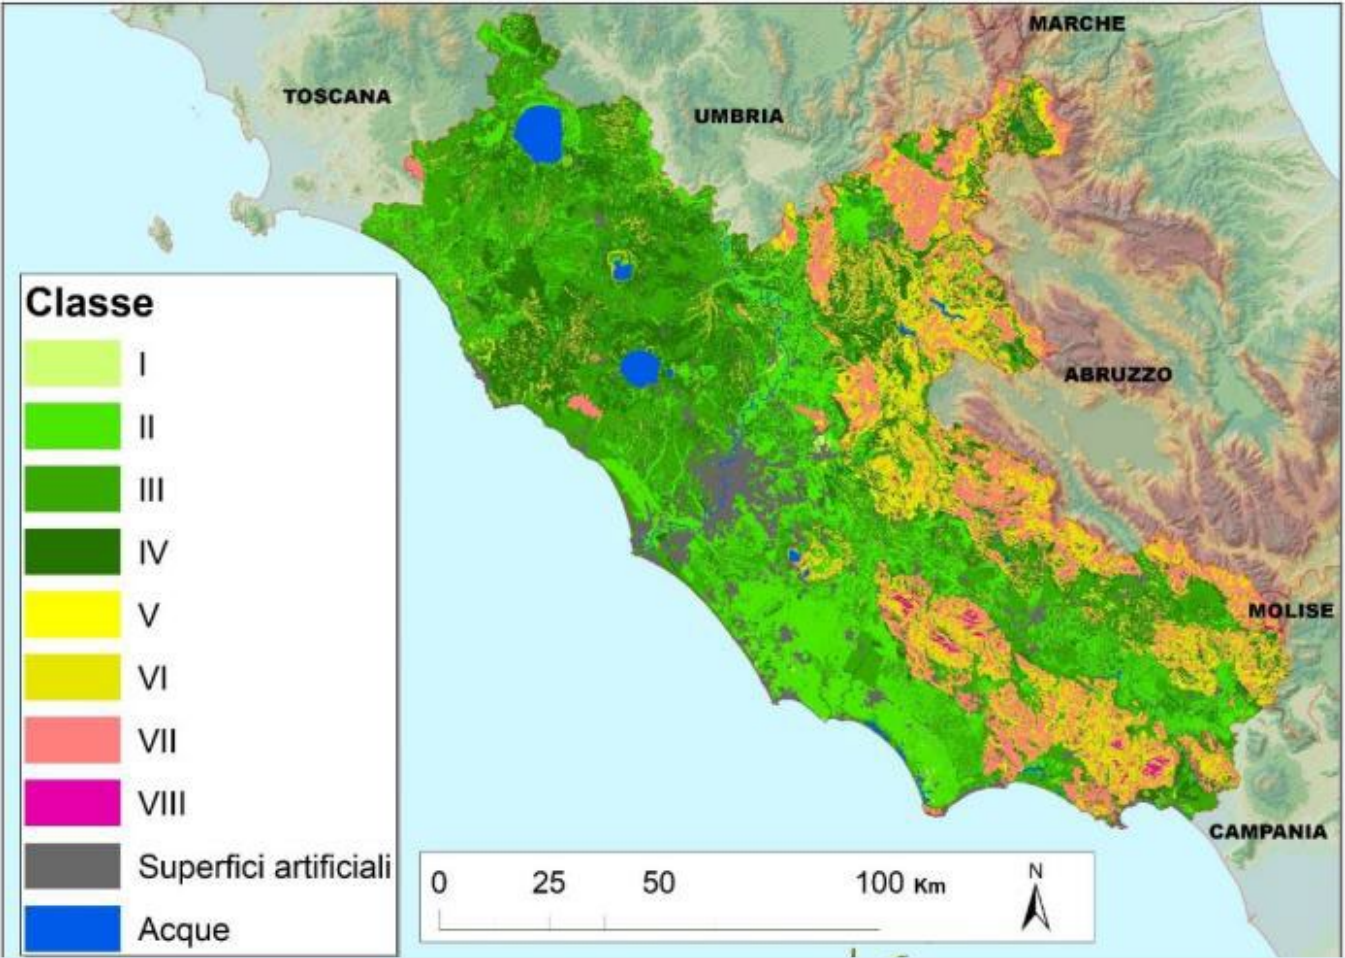 MARCHE
TOSCANA
UMBRIA
ABRUZZO
MOLISE
CAMPANIA
Classe
I
II
III
IV
V
VI
VII
VIII
Superfici artificiali
Acque
0 25 50 100 Km
N